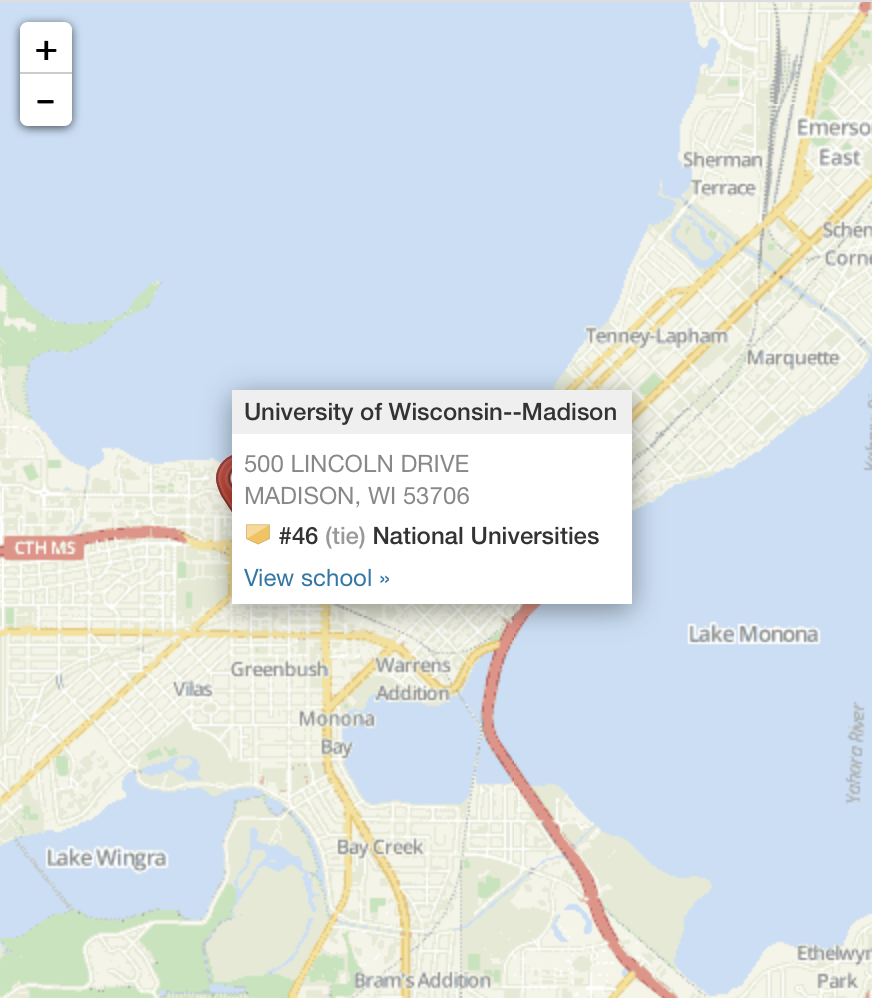 +
−
Sherman
Terrace
Emerso
East
Schen
Corne
Tenney-Lapham
Marquette
University of Wisconsin--Madison
500 LINCOLN DRIVE
MADISON, WI 53706
#46 (tie) National Universities
View school »
CTH MS
Lake Monona
Greenbush
Warrens
Addition
Vilas
Monona
Bay
Yahara River
Bay Creek
Lake Wingra
Ethelwyn
Park
Bram's Addition